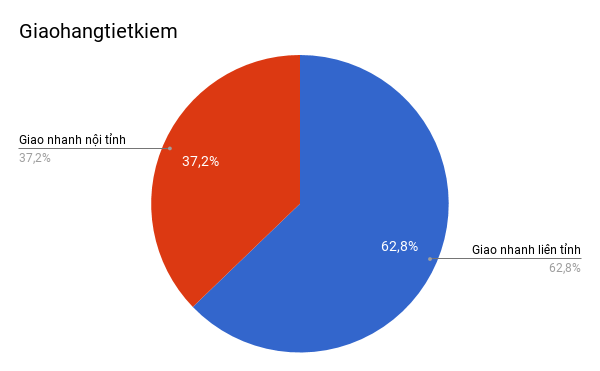 Giaohangtietkiem
Giao nhanh nội tỉnh
37,2%
37,2%
62,8%
Giao nhanh liên tỉnh
62,8%